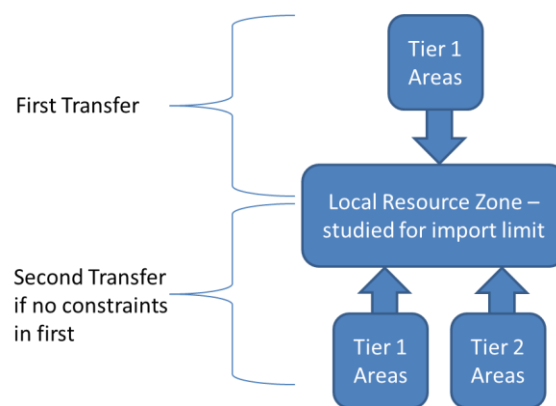 Tier 1
Areas
First Transfer
Local Resource Zone –
studied for import limit
Second Transfer
if no constraints
in first
Tier 1
Areas
Tier 2
Areas